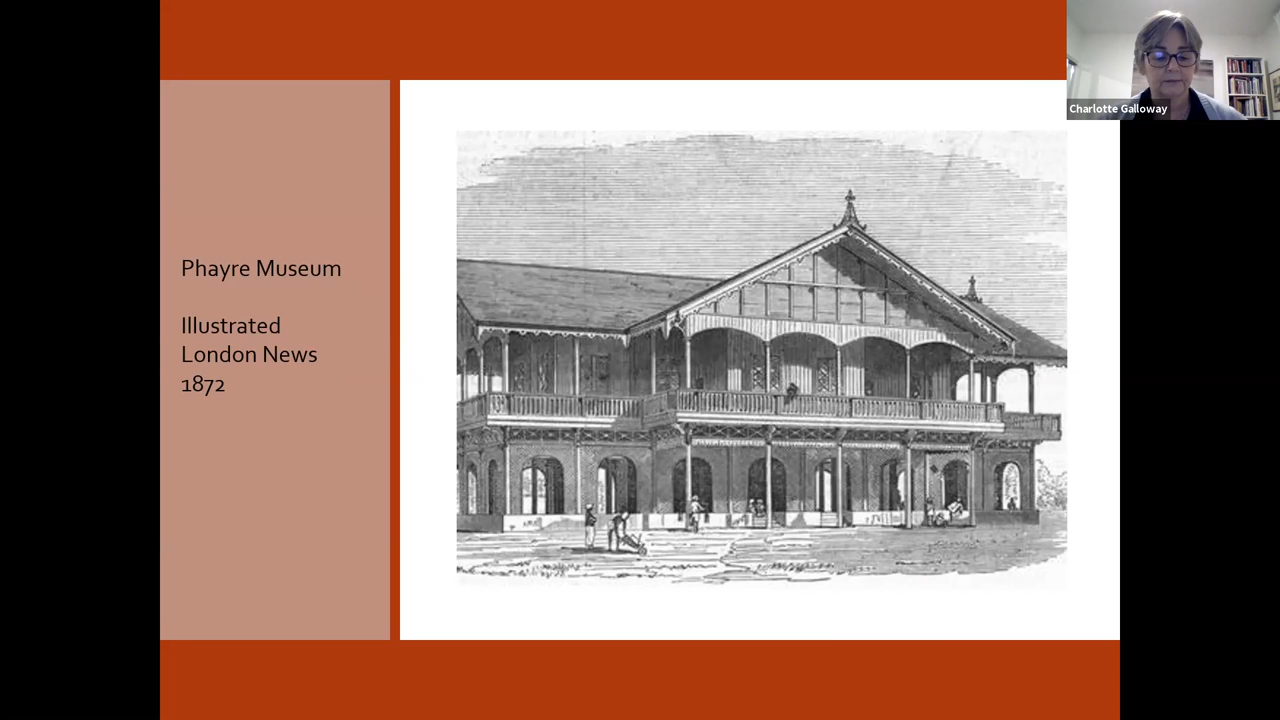 Charlotte Galloway
Phayre Museum
Illustrated
London News
1872